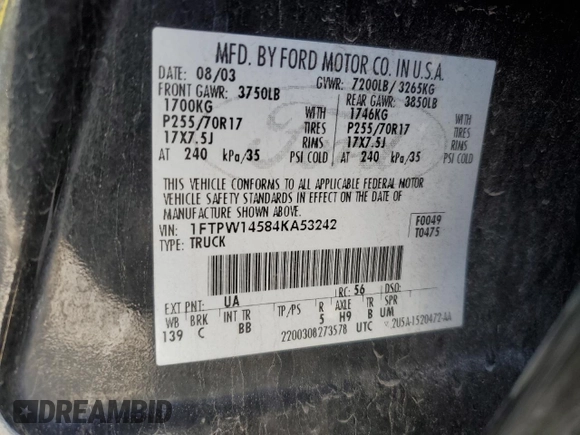 MFD. BY FORD MOTOR CO. IN U.S.A.
DATE: 08/03 GVWR: 7200LB/ 3265KG
FRONT GAWR: 3750LB REAR GAWR: 3850LB
1700KG WITH 1746KG WITH
P255/70R17 TIRES P255/70R17 TIRES
17X7.5J RIMS 17X7.5J RIMS
AT 240 kPa/35 PSI COLD AT 240 kPa/35 PSI COLD
THIS VEHICLE CONFORMS TO ALL APPLICABLE FEDERAL MOTOR
VEHICLE SAFETY STANDARDS IN EFFECT ON THE DATE OF
MANUFACTURE SHOWN ABOVE.
VIN: 1FTPW14584KA53242 F0049
TYPE: TRUCK T0475
EXT PNT: UA RC: 56
WB BRK INT TR TP/PS R AXLE TR SPR
139 C BB 5 H9 B UM
2200308273578 UTC
Ford
DREAMBID